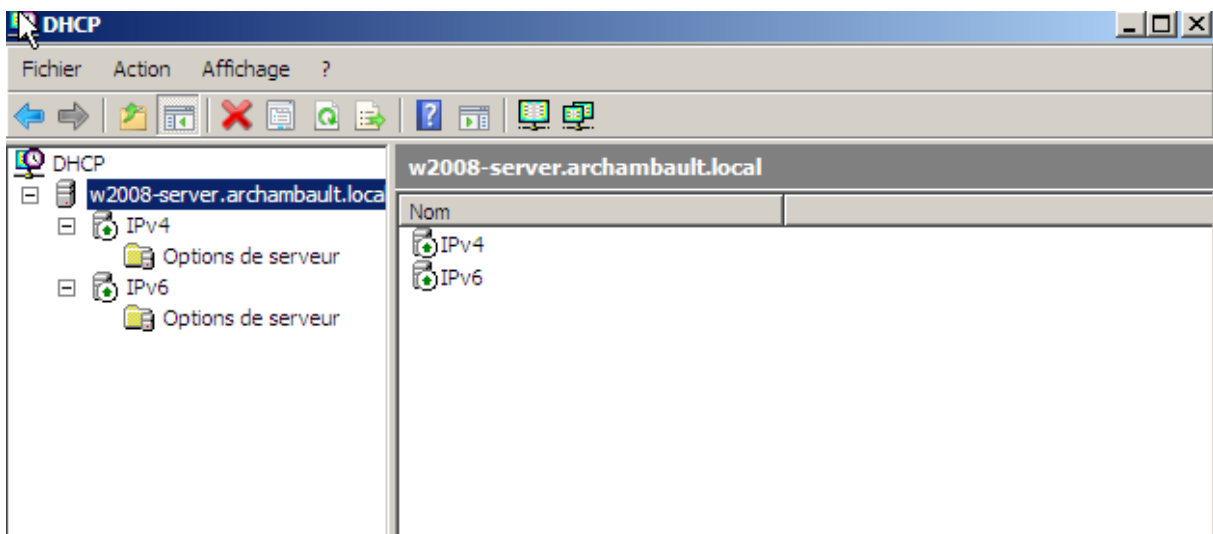 DHCP
Fichier Action Affichage ?
DHCP
w2008-server.archambault.loca
IPv4
Options de serveur
IPv6
Options de serveur
w2008-server.archambault.local
Nom
IPv4
IPv6